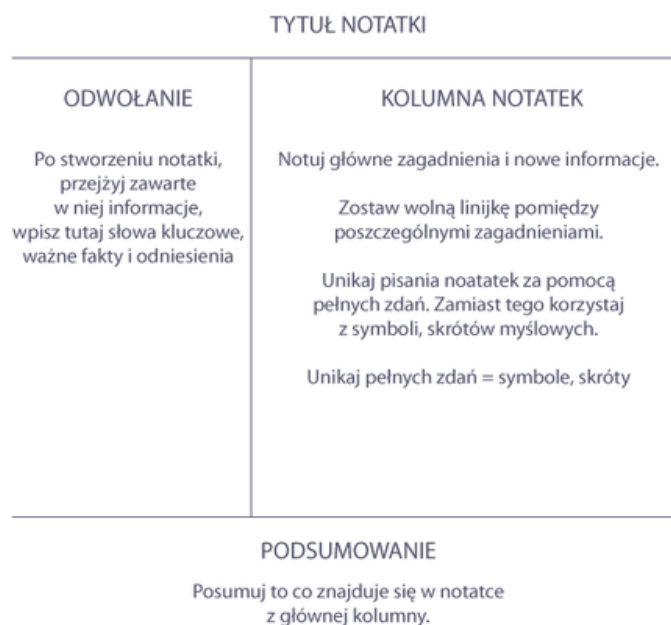 TYTUŁ NOTATKI
ODWOŁANIE
Po stworzeniu notatki,
przejżyj zawarte
w niej informacje,
wpisz tutaj słowa kluczowe,
ważne fakty i odniesienia
KOLUMNA NOTATEK
Notuj główne zagadnienia i nowe informacje.
Zostaw wolną linijkę pomiędzy
poszczególnymi zagadnieniami.
Unikaj pisania noatatek za pomocą
pełnych zdań. Zamiast tego korzystaj
z symboli, skrótów myślowych.
Unikaj pełnych zdań = symbole, skróty
PODSUMOWANIE
Posumuj to co znajduje się w notatce
z głównej kolumny.